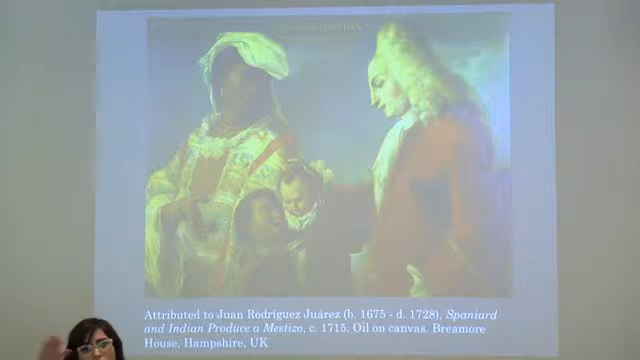 Attributed to Juan Rodríguez Juárez (b. 1675 - d. 1728), Spaniard
and Indian Produce a Mestizo, c. 1715. Oil on canvas. Breamore
House, Hampshire, UK